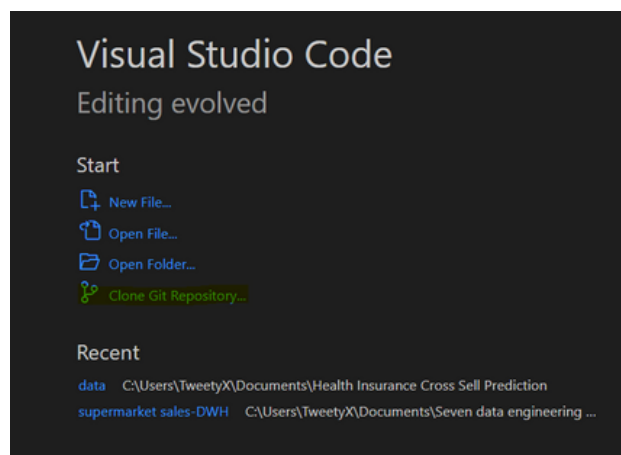 Visual Studio Code
Editing evolved
Start
New File...
Open File...
Open Folder...
Clone Git Repository...
Recent
data C:\Users\TweetyX\Documents\Health Insurance Cross Sell Prediction
supermarket sales-DWH C:\Users\TweetyX\Documents\Seven data engineering ...